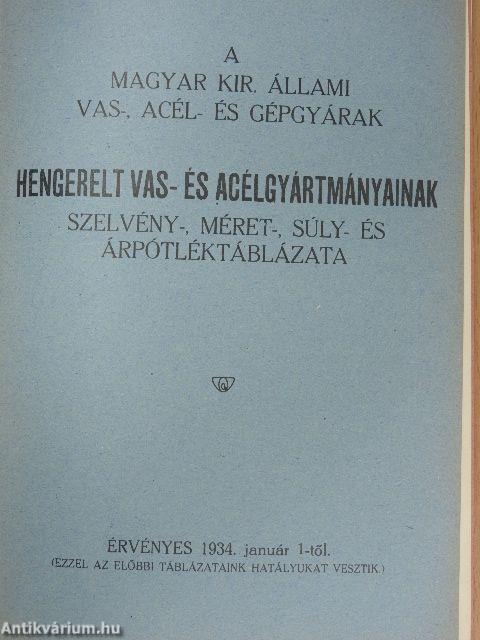 A
MAGYAR KIR. ÁLLAMI
VAS-, ACÉL- ÉS GÉPGYÁRAK
HENGERELT VAS- ÉS ACÉLGYÁRTMÁNYAINAK
SZELVÉNY-, MÉRET-, SÚLY- ÉS
ÁRPÓTLÉKTÁBLÁZATA
ÉRVÉNYES 1934. január 1-től.
(EZZEL AZ ELŐBBI TÁBLÁZATAINK HATÁLYUKAT VESZTIK.)
Antikvárium.hu